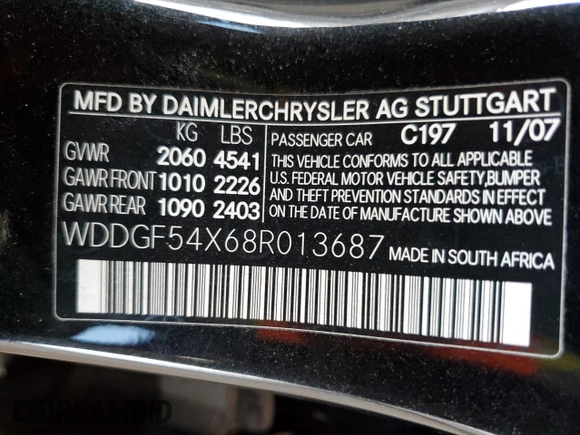 MFD BY DAIMLERCHRYSLER AG STUTTGART
KG LBS PASSENGER CAR C197 11/07
GVWR 2060 4541 THIS VEHICLE CONFORMS TO ALL APPLICABLE
GAWR FRONT 1010 2226 U.S. FEDERAL MOTOR VEHICLE SAFETY,BUMPER
AND THEFT PREVENTION STANDARDS IN EFFECT
GAWR REAR 1090 2403 ON THE DATE OF MANUFACTURE SHOWN ABOVE
WDDGF54X68R013687 MADE IN SOUTH AFRICA
DREAMBID